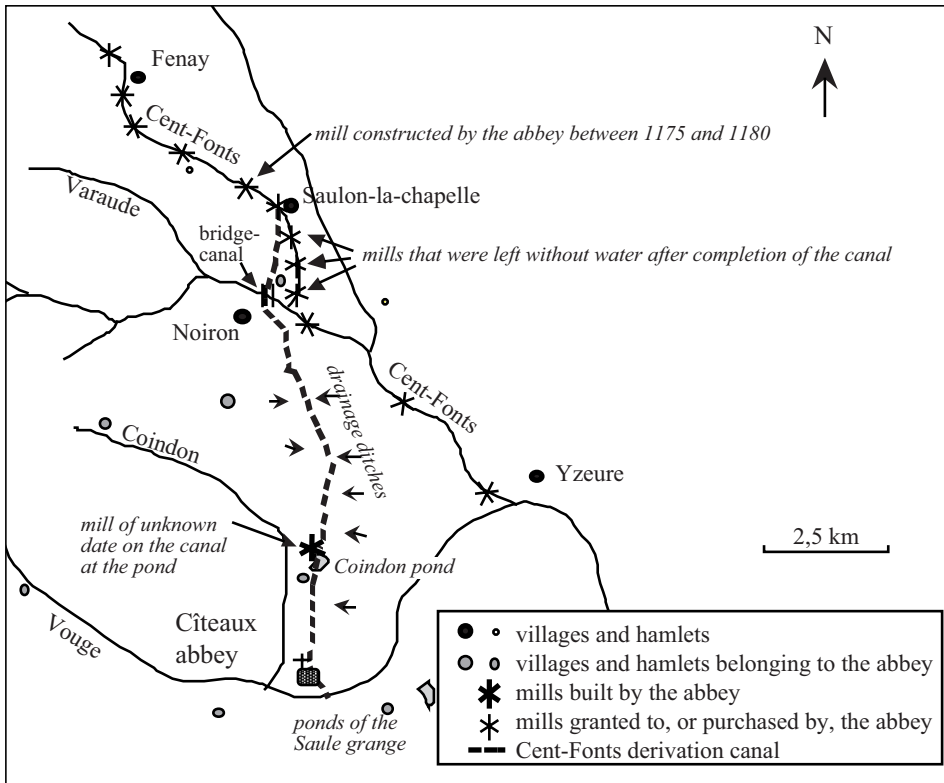 N
Fenay
Cent-Fonts
mill constructed by the abbey between 1175 and 1180
Varaude
Saulon-la-chapelle
bridge-
canal
mills that were left without water after completion of the canal
Noiron
Cent-Fonts
drainage ditches
Coindon
Yzeure
mill of unknown
date on the canal
at the pond
2,5 km
Coindon pond
Vouge
Cîteaux
abbey
ponds of the
Saule grange
villages and hamlets
villages and hamlets belonging to the abbey
mills built by the abbey
mills granted to, or purchased by, the abbey
Cent-Fonts derivation canal